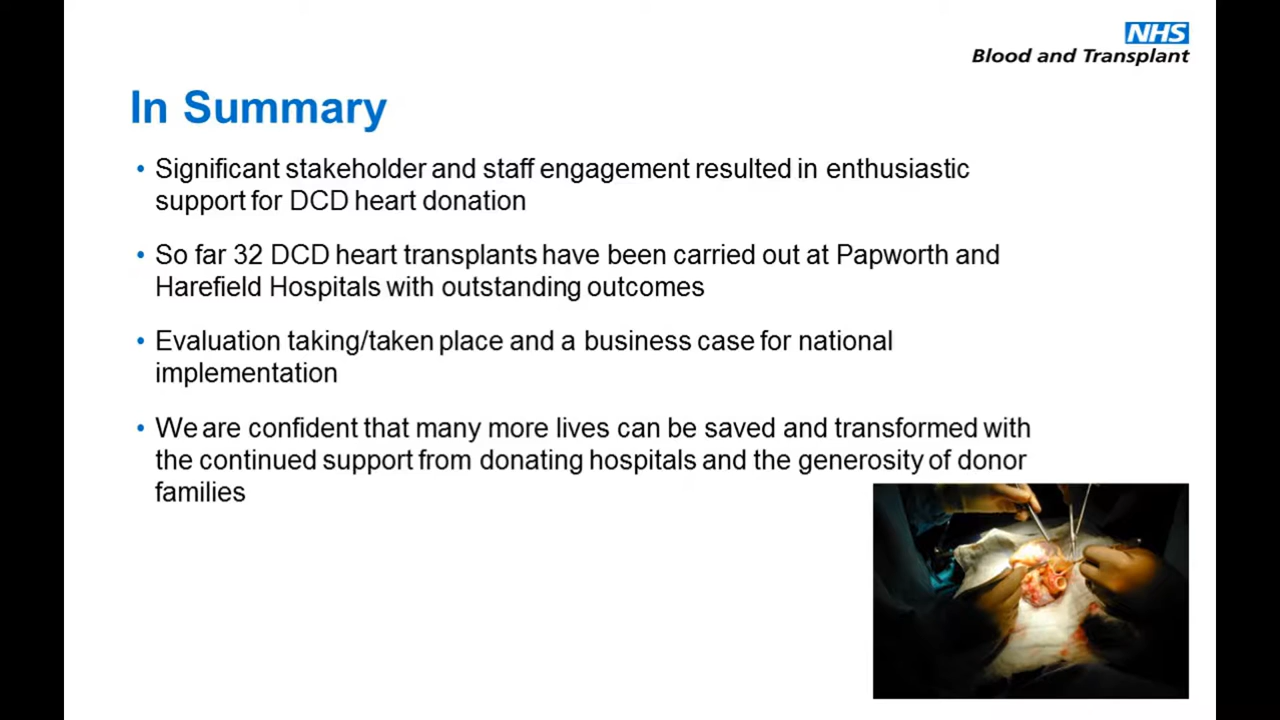 NHS
Blood and Transplant
In Summary
• Significant stakeholder and staff engagement resulted in enthusiastic
support for DCD heart donation
• So far 32 DCD heart transplants have been carried out at Papworth and
Harefield Hospitals with outstanding outcomes
• Evaluation taking/taken place and a business case for national
implementation
• We are confident that many more lives can be saved and transformed with
the continued support from donating hospitals and the generosity of donor
families